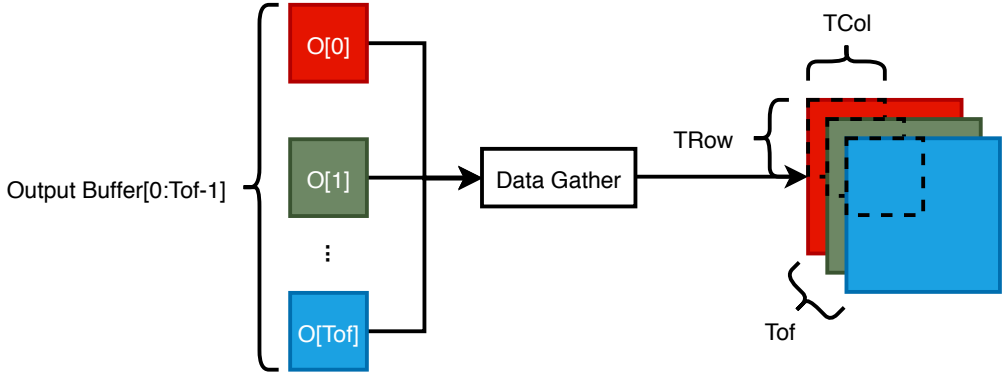 TCol
O[0]
TRow
Output Buffer[0:Tof-1]
O[1]
Data Gather
...
O[Tof]
Tof